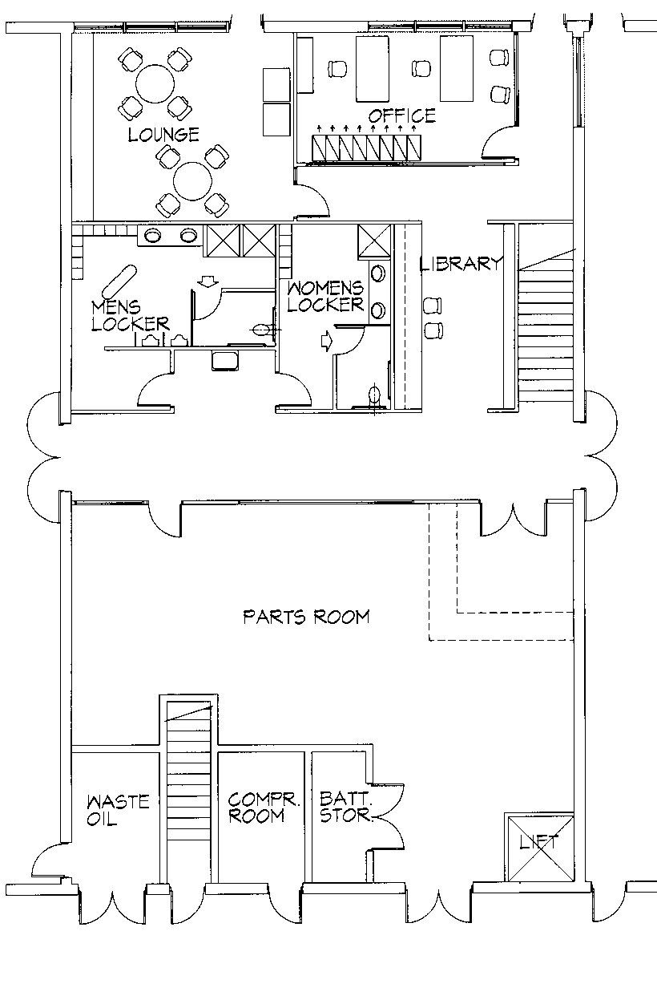 OFFICE
LOUNGE
LIBRARY
WOMENS
LOCKER
MENS
LOCKER
PARTS ROOM
WASTE
OIL
COMPR.
ROOM
BATT.
STOR.
LIFT